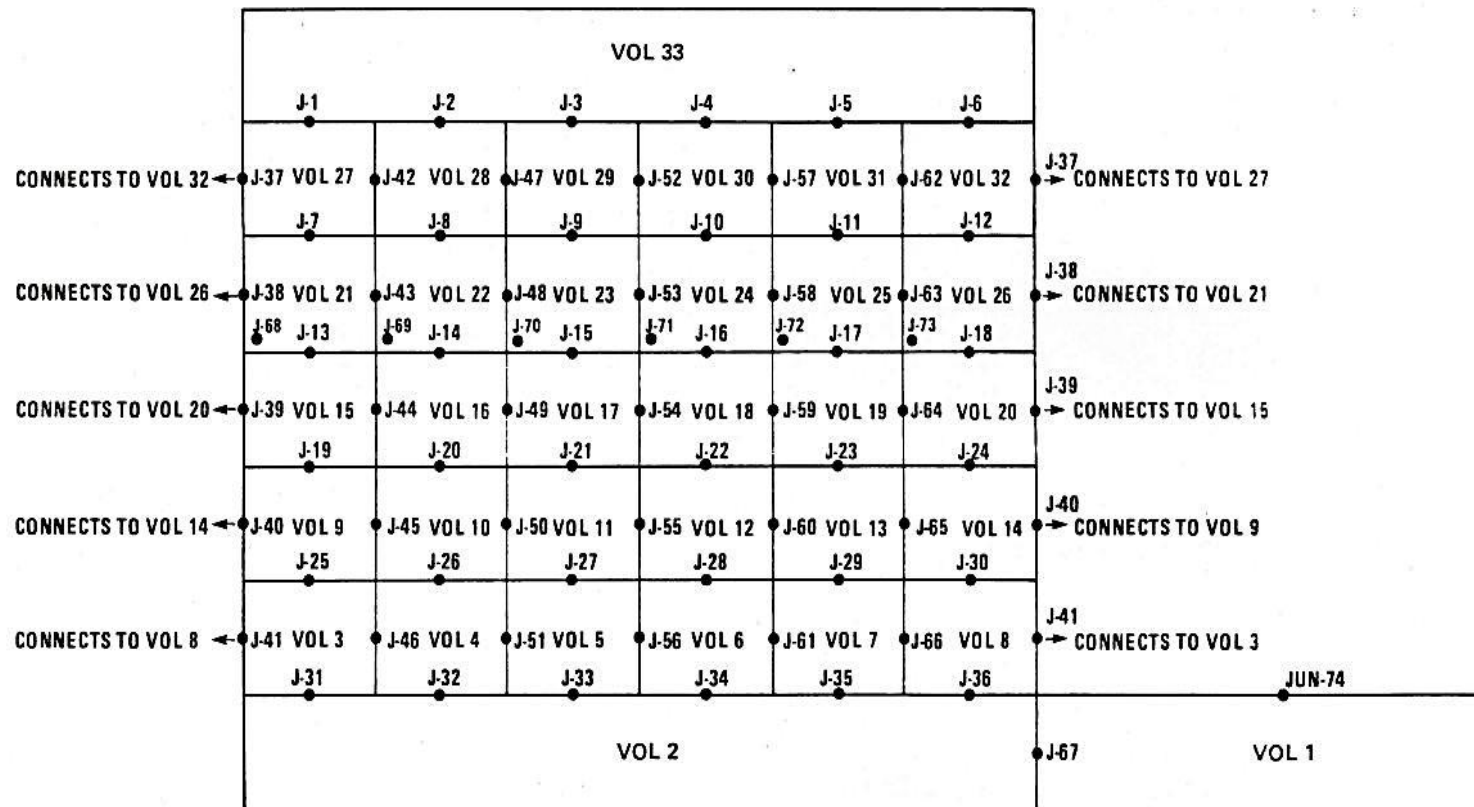 VOL 33
J-1 J-2 J-3 J-4 J-5 J-6
CONNECTS TO VOL 32 J-37 VOL 27 J-42 VOL 28 J-47 VOL 29 J-52 VOL 30 J-57 VOL 31 J-62 VOL 32 J-37 CONNECTS TO VOL 27
J-7 J-8 J-9 J-10 J-11 J-12
CONNECTS TO VOL 26 J-38 VOL 21 J-43 VOL 22 J-48 VOL 23 J-53 VOL 24 J-58 VOL 25 J-63 VOL 26 J-38 CONNECTS TO VOL 21
J-68 J-13 J-69 J-14 J-70 J-15 J-71 J-16 J-72 J-17 J-73 J-18
CONNECTS TO VOL 20 J-39 VOL 15 J-44 VOL 16 J-49 VOL 17 J-54 VOL 18 J-59 VOL 19 J-64 VOL 20 J-39 CONNECTS TO VOL 15
J-19 J-20 J-21 J-22 J-23 J-24
CONNECTS TO VOL 14 J-40 VOL 9 J-45 VOL 10 J-50 VOL 11 J-55 VOL 12 J-60 VOL 13 J-65 VOL 14 J-40 CONNECTS TO VOL 9
J-25 J-26 J-27 J-28 J-29 J-30
CONNECTS TO VOL 8 J-41 VOL 3 J-46 VOL 4 J-51 VOL 5 J-56 VOL 6 J-61 VOL 7 J-66 VOL 8 J-41 CONNECTS TO VOL 3
J-31 J-32 J-33 J-34 J-35 J-36 JUN-74
VOL 2 J-67 VOL 1